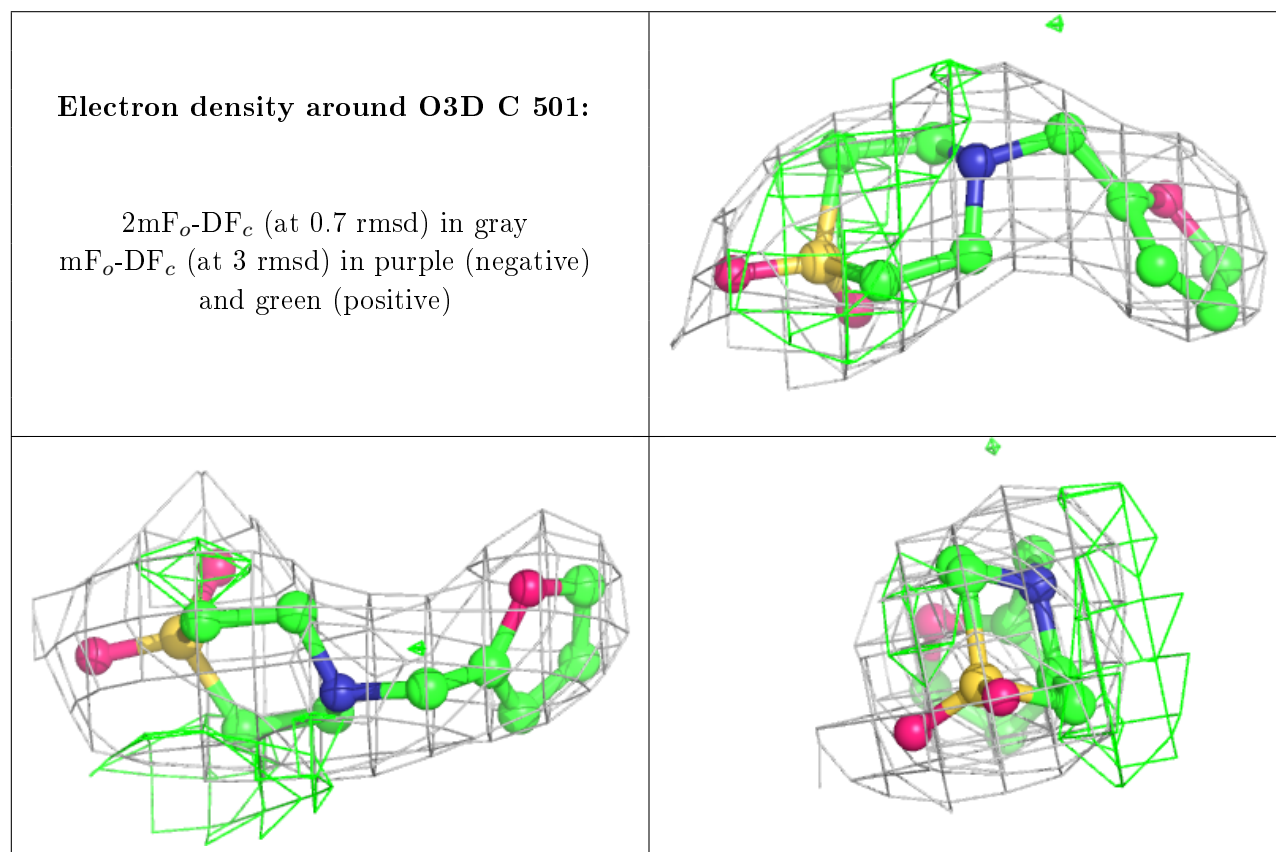 Electron density around O3D C 501:
2mFo-DFc (at 0.7 rmsd) in gray
mFo-DFc (at 3 rmsd) in purple (negative)
and green (positive)